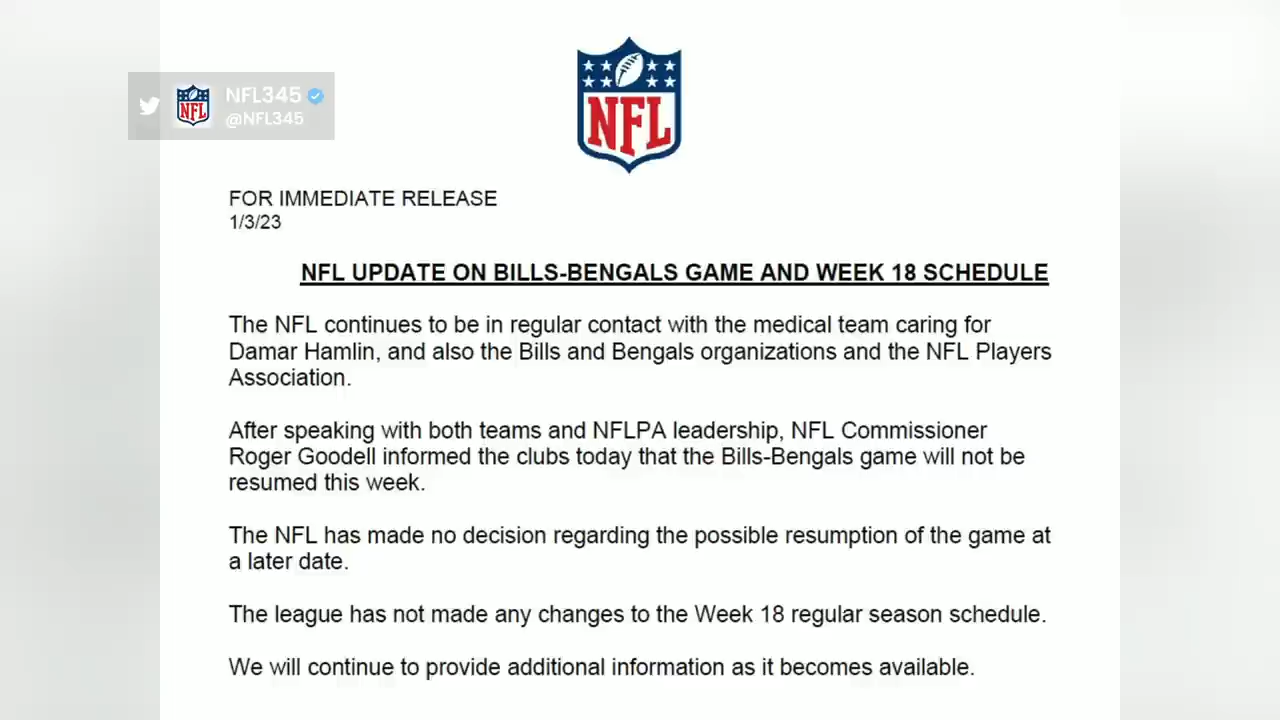 NFL
NFL
NFL345
@NFL345
FOR IMMEDIATE RELEASE
1/3/23
NFL UPDATE ON BILLS-BENGALS GAME AND WEEK 18 SCHEDULE
The NFL continues to be in regular contact with the medical team caring for
Damar Hamlin, and also the Bills and Bengals organizations and the NFL Players
Association.
After speaking with both teams and NFLPA leadership, NFL Commissioner
Roger Goodell informed the clubs today that the Bills-Bengals game will not be
resumed this week.
The NFL has made no decision regarding the possible resumption of the game at
a later date.
The league has not made any changes to the Week 18 regular season schedule.
We will continue to provide additional information as it becomes available.